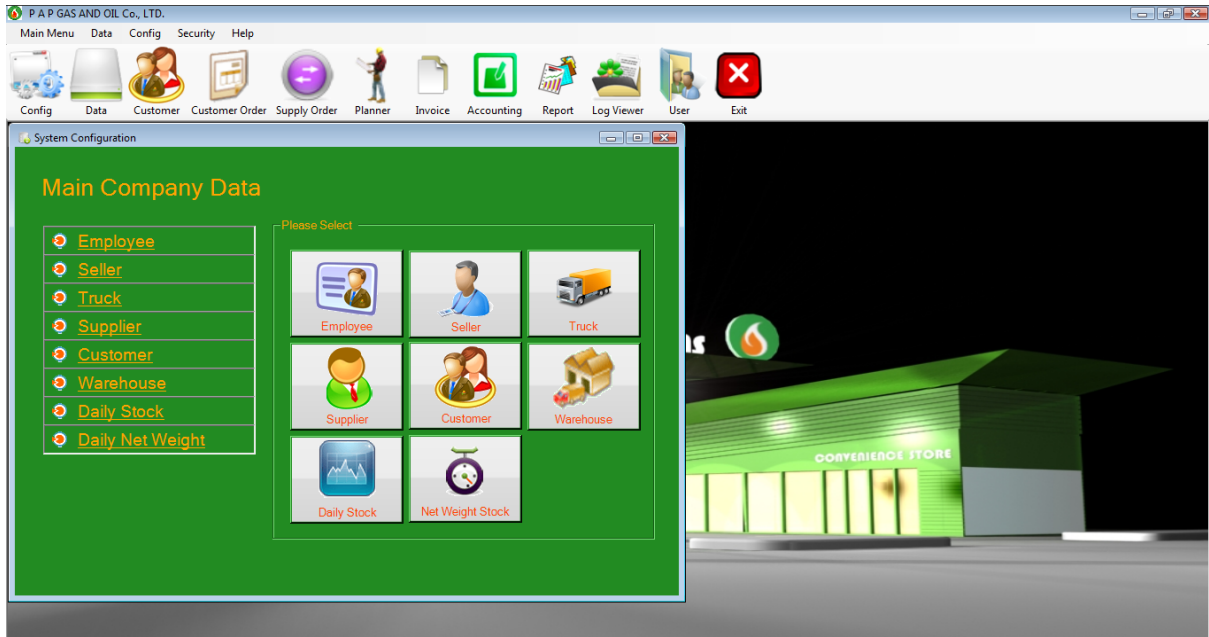 P A P GAS AND OIL Co., LTD.
Main Menu Data Config Security Help
Config Data Customer Customer Order Supply Order Planner Invoice Accounting Report Log Viewer User Exit
System Configuration
Main Company Data
Employee
Seller
Truck
Supplier
Customer
Warehouse
Daily Stock
Daily Net Weight
Please Select
Employee Seller Truck
Supplier Customer Warehouse
Daily Stock Net Weight Stock
CONVENIENCE STORE